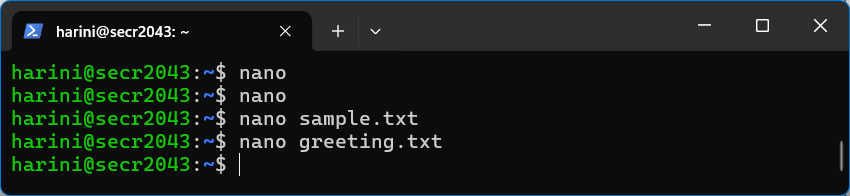 harini@secr2043: ~
harini@secr2043:~$ nano
harini@secr2043:~$ nano
harini@secr2043:~$ nano sample.txt
harini@secr2043:~$ nano greeting.txt
harini@secr2043:~$